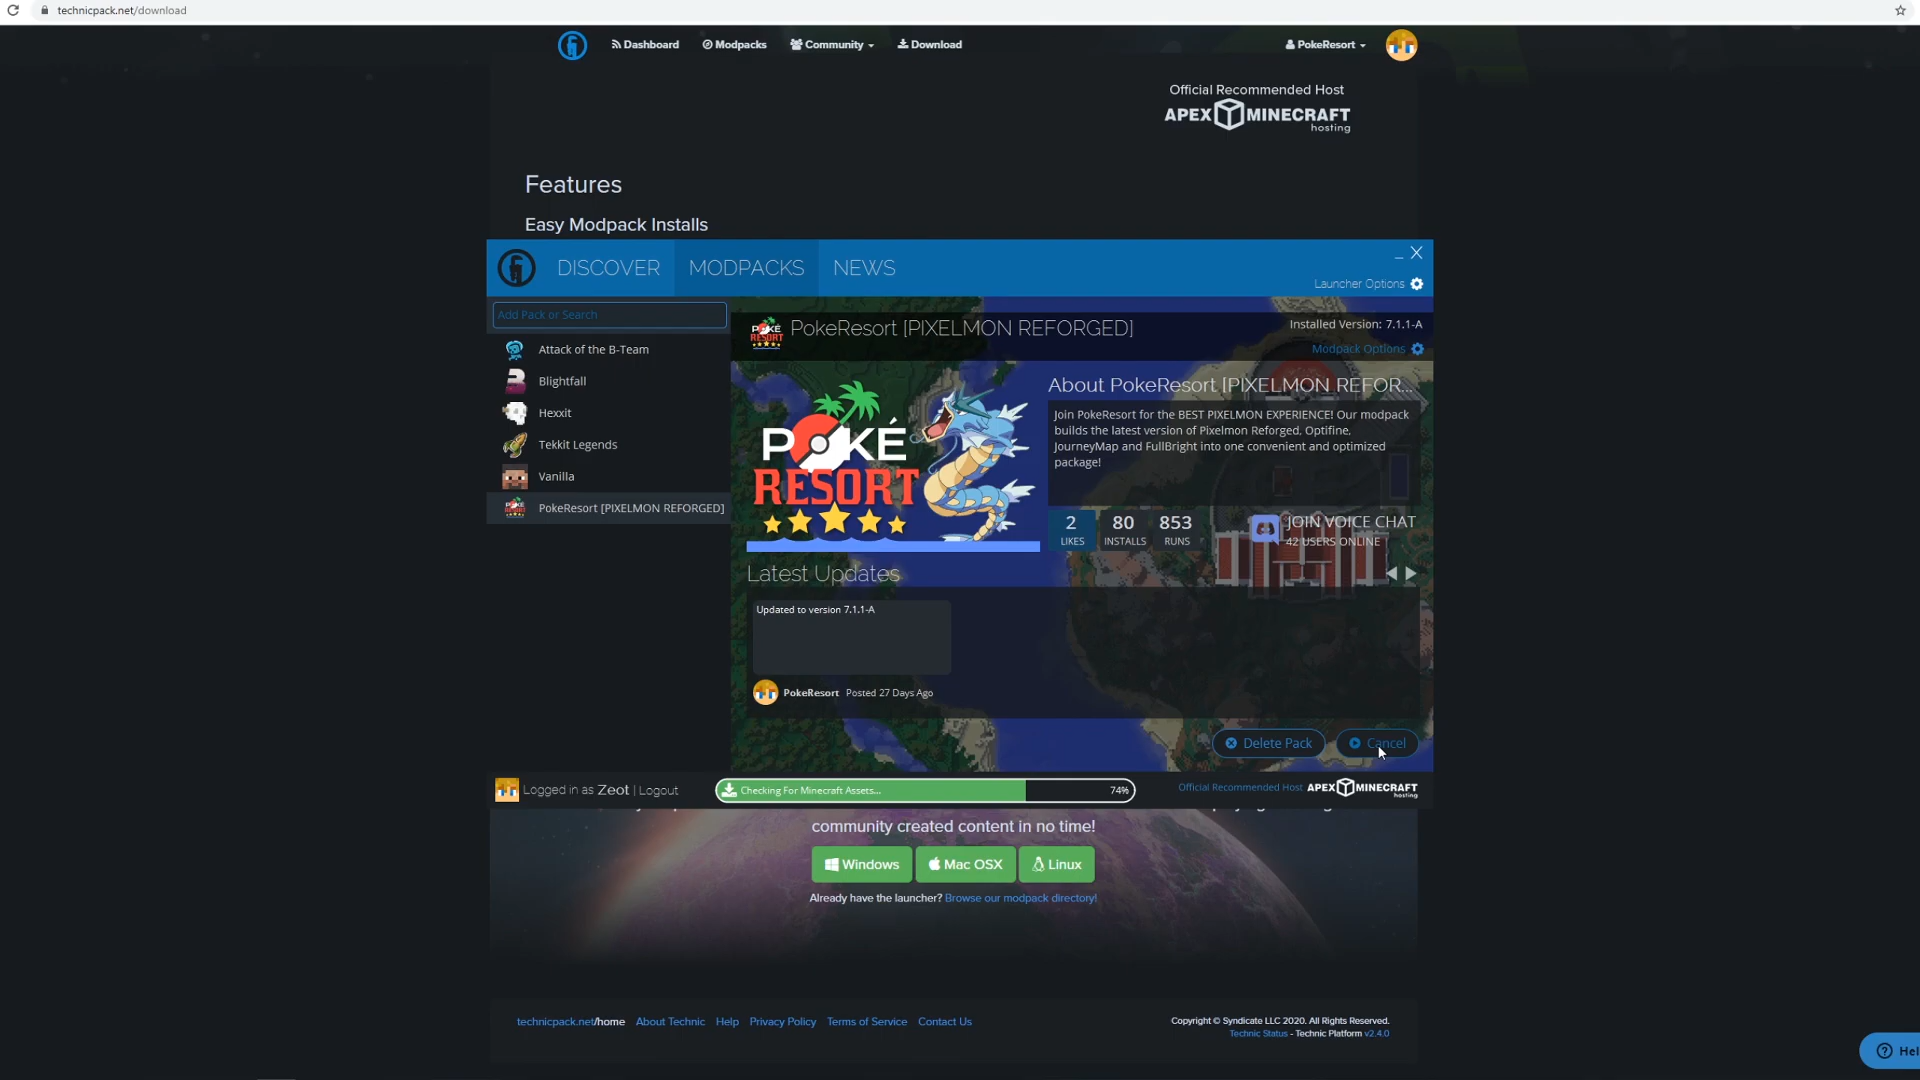 technicpack.net/download
Dashboard Modpacks Community Download PokeResort
Official Recommended Host
APEX MINECRAFT
hosting
Features
Easy Modpack Installs
DISCOVER MODPACKS NEWS
Launcher Options
Add Pack or Search
Attack of the B-Team
Blightfall
Hexxit
Tekkit Legends
Vanilla
PokeResort [PIXELMON REFORGED]
POKÉ RESORT
PokeResort [PIXELMON REFORGED]
Installed Version: 7.1.1-A
Modpack Options
POKÉ
RESORT
About PokeResort [PIXELMON REFOR...
Join PokeResort for the BEST PIXELMON EXPERIENCE! Our modpack
builds the latest version of Pixelmon Reforged, Optifine,
JourneyMap and FullBright into one convenient and optimized
package!
2 80 853
LIKES INSTALLS RUNS
JOIN VOICE CHAT
42 USERS ONLINE
Latest Updates
Updated to version 7.1.1-A
PokeResort Posted 27 Days Ago
Delete Pack Cancel
Logged in as Zeot | Logout
Checking For Minecraft Assets... 74%
Official Recommended Host APEX MINECRAFT
hosting
community created content in no time!
Windows Mac OSX Linux
Already have the launcher? Browse our modpack directory!
technicpack.net/home About Technic Help Privacy Policy Terms of Service Contact Us
Copyright © Syndicate LLC 2020. All Rights Reserved.
Technic Status - Technic Platform v2.4.0
Hel